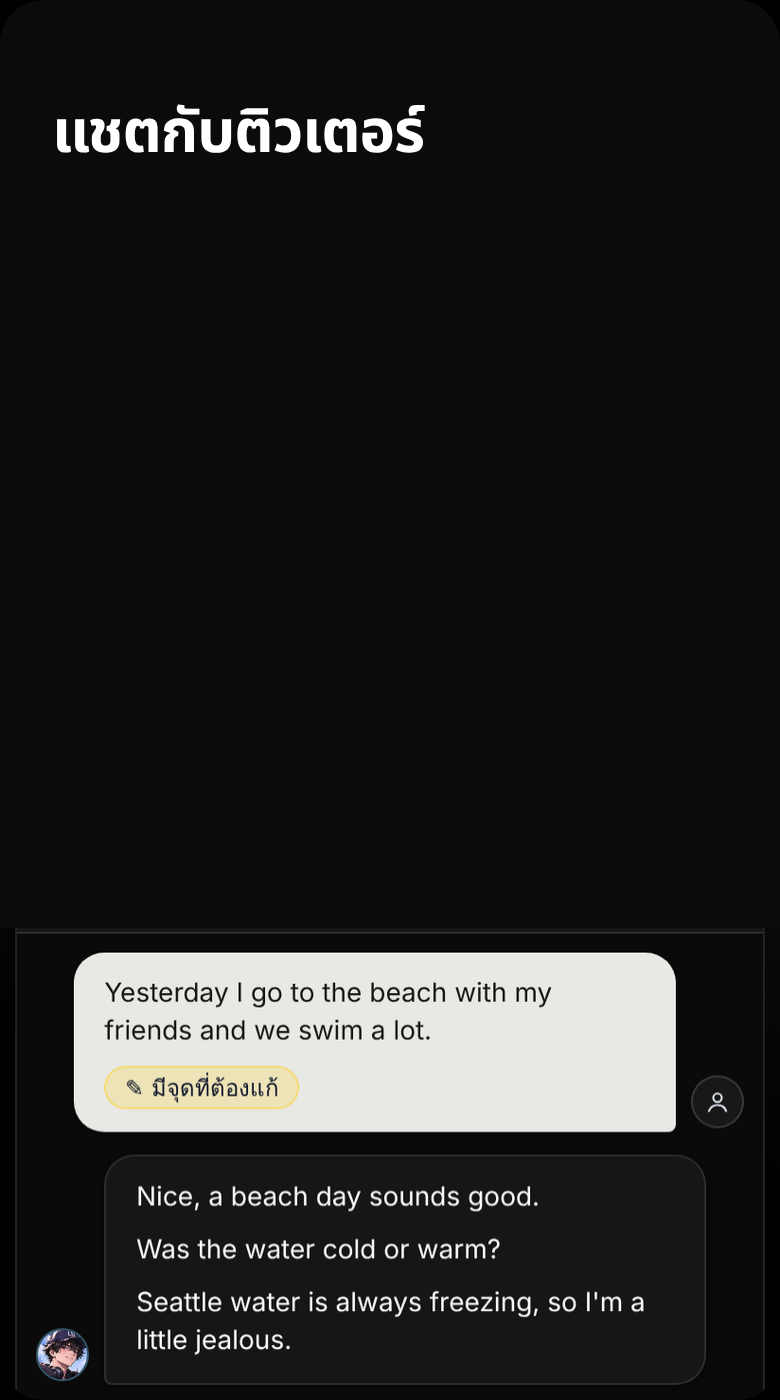 แชตกับติวเตอร์
Yesterday I go to the beach with my
friends and we swim a lot.
✎ มีจุดที่ต้องแก้
Nice, a beach day sounds good.
Was the water cold or warm?
Seattle water is always freezing, so I'm a
little jealous.